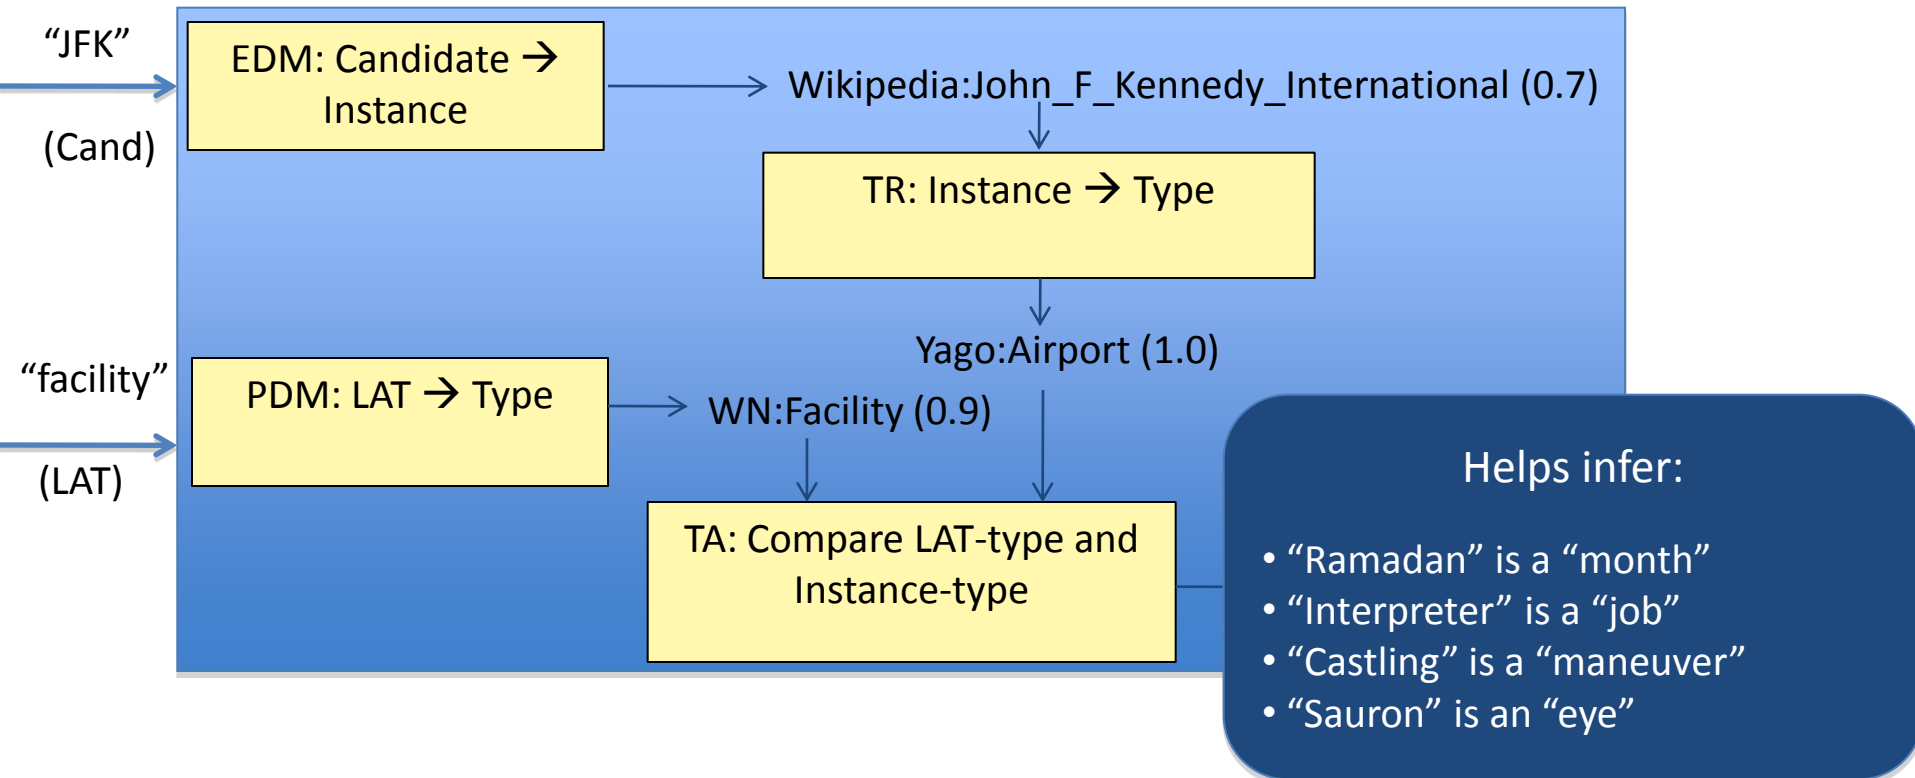 “JFK”
(Cand)
EDM: Candidate →
Instance
Wikipedia:John_F_Kennedy_International (0.7)
TR: Instance → Type
Yago:Airport (1.0)
“facility”
(LAT)
PDM: LAT → Type
WN:Facility (0.9)
TA: Compare LAT-type and
Instance-type
Helps infer:
• “Ramadan” is a “month”
• “Interpreter” is a “job”
• “Castling” is a “maneuver”
• “Sauron” is an “eye”